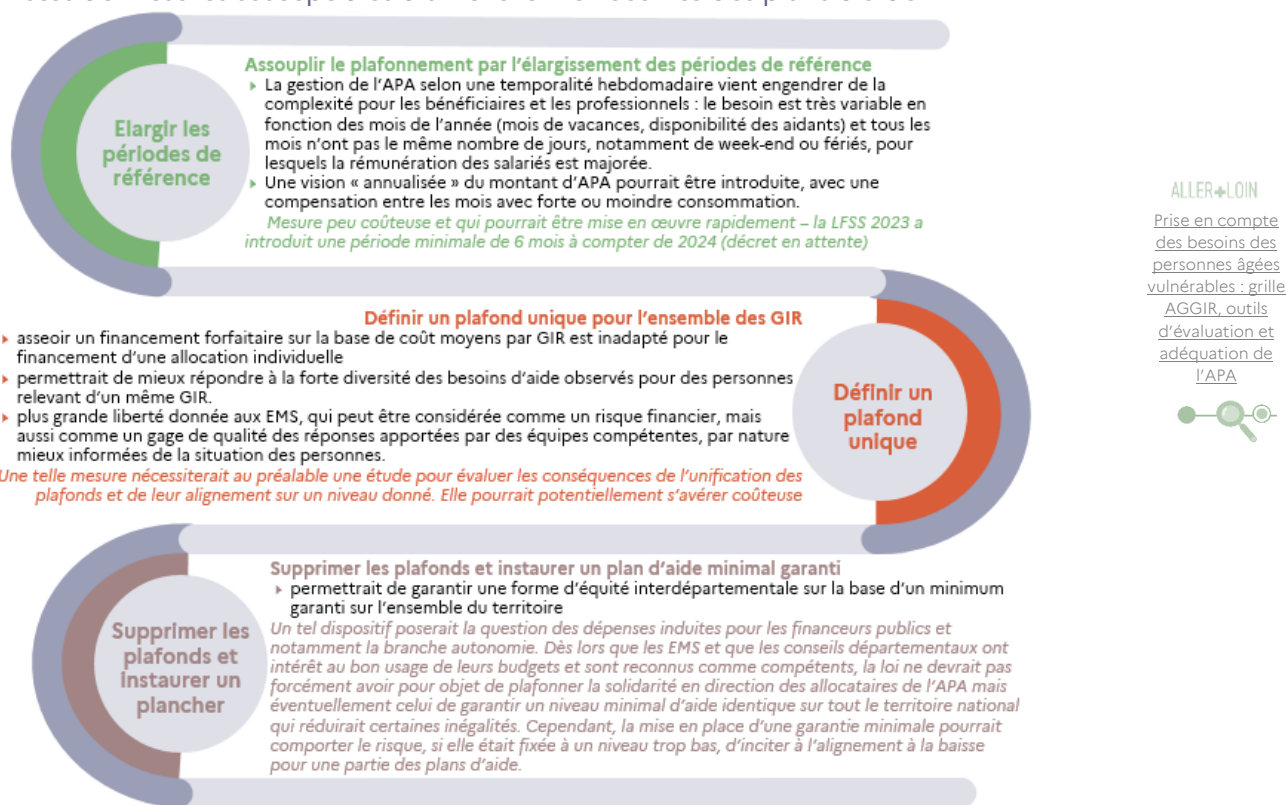 Assouplir le plafonnement par l'élargissement des périodes de référence
La gestion de l'APA selon une temporalité hebdomadaire vient engendrer de la
complexité pour les bénéficiaires et les professionnels : le besoin est très variable en
fonction des mois de l'année (mois de vacances, disponibilité des aidants) et tous les
mois n'ont pas le même nombre de jours, notamment de week-end ou fériés, pour
lesquels la rémunération des salariés est majorée.
Une vision « annualisée » du montant d'APA pourrait être introduite, avec une
compensation entre les mois avec forte ou moindre consommation.
Mesure peu coûteuse et qui pourrait être mise en œuvre rapidement – la LFSS 2023 a
introduit une période minimale de 6 mois à compter de 2024 (décret en attente)
Elargir les
périodes de
référence
ALLER+LOIN
Prise en compte
des besoins des
personnes âgées
vulnérables : grille
AGGIR, outils
d'évaluation et
adéquation de
l'APA
Définir un plafond unique pour l'ensemble des GIR
asseoir un financement forfaitaire sur la base de coût moyens par GIR est inadapté pour le
financement d'une allocation individuelle
permettrait de mieux répondre à la forte diversité des besoins d'aide observés pour des personnes
relevant d'un même GIR.
plus grande liberté donnée aux EMS, qui peut être considérée comme un risque financier, mais
aussi comme un gage de qualité des réponses apportées par des équipes compétentes, par nature
mieux informées de la situation des personnes.
Une telle mesure nécessiterait au préalable une étude pour évaluer les conséquences de l'unification des
plafonds et de leur alignement sur un niveau donné. Elle pourrait potentiellement s'avérer coûteuse
Définir un
plafond
unique
Supprimer les plafonds et instaurer un plan d'aide minimal garanti
permettrait de garantir une forme d'équité interdépartementale sur la base d'un minimum
garanti sur l'ensemble du territoire
Un tel dispositif poserait la question des dépenses induites pour les financeurs publics et
notamment la branche autonomie. Dès lors que les EMS et que les conseils départementaux ont
intérêt au bon usage de leurs budgets et sont reconnus comme compétents, la loi ne devrait pas
forcément avoir pour objet de plafonner la solidarité en direction des allocataires de l'APA mais
éventuellement celui de garantir un niveau minimal d'aide identique sur tout le territoire national
qui réduirait certaines inégalités. Cependant, la mise en place d'une garantie minimale pourrait
comporter le risque, si elle était fixée à un niveau trop bas, d'inciter à l'alignement à la baisse
pour une partie des plans d'aide.
Supprimer les
plafonds et
instaurer un
plancher